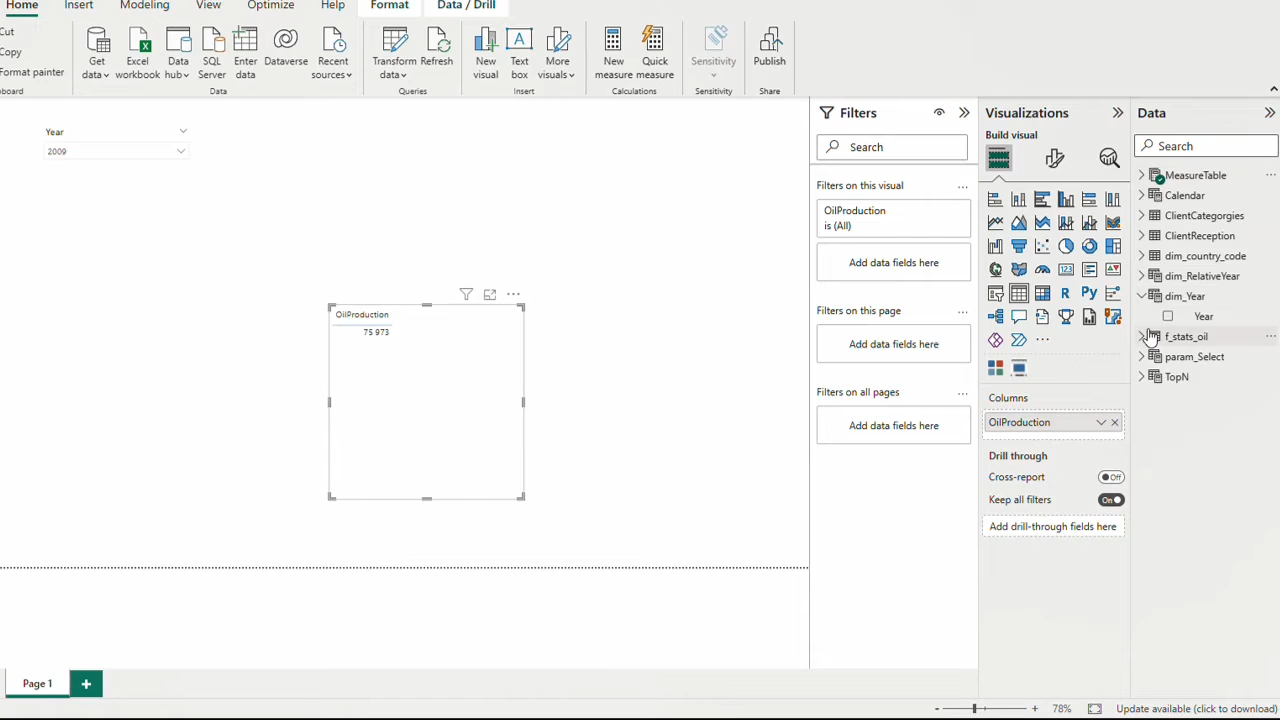 Home Insert Modeling View Optimize Help Format Data / Drill
Cut
Copy
Format painter
Get data
Excel workbook
Data hub
SQL Server
Enter data
Dataverse
Recent sources
Transform data
Refresh
New visual
Text box
More visuals
New measure
Quick measure
Sensitivity
Publish
board
Data
Queries
Insert
Calculations
Sensitivity
Share
Year
2009
OilProduction
75 973
Filters
Search
Filters on this visual
OilProduction
is (All)
Add data fields here
Filters on this page
Add data fields here
Filters on all pages
Add data fields here
Visualizations
Build visual
R Py
Columns
OilProduction
Drill through
Cross-report Off
Keep all filters On
Add drill-through fields here
Data
Search
MeasureTable
Calendar
ClientCategorgies
ClientReception
dim_country_code
dim_RelativeYear
dim_Year
Year
f_stats_oil
param_Select
TopN
Page 1
78%
Update available (click to download)